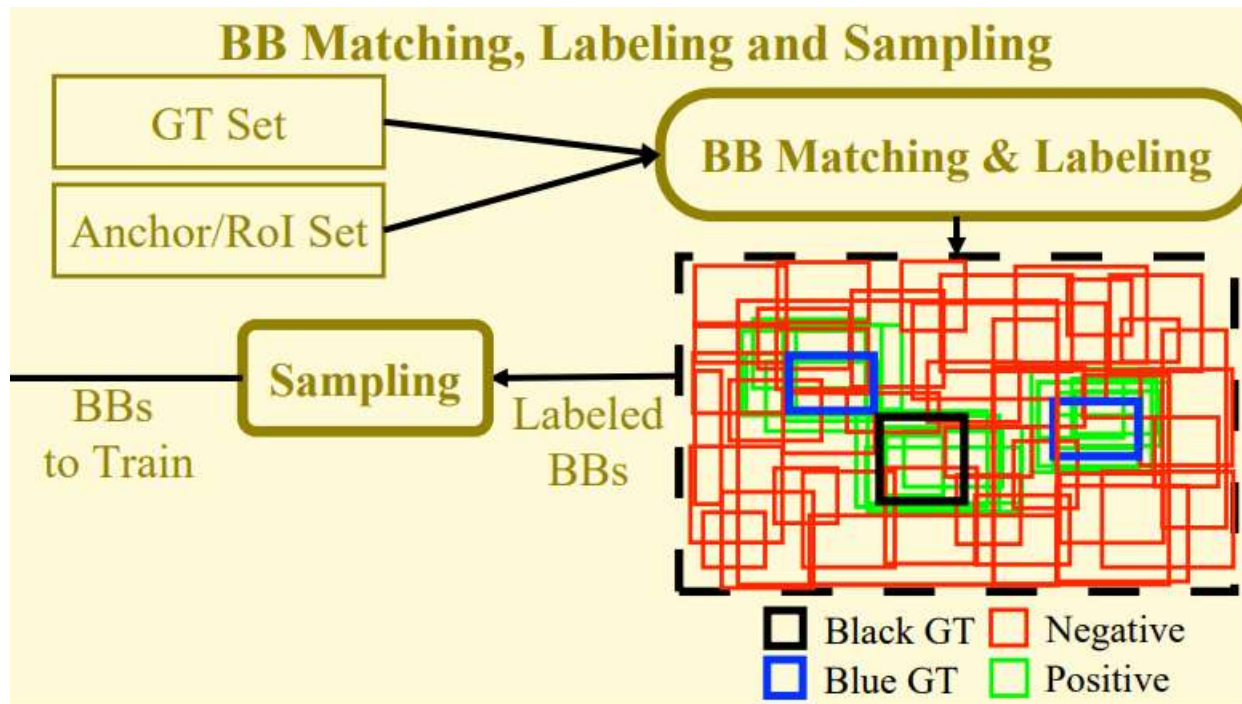 BB Matching, Labeling and Sampling
GT Set
Anchor/RoI Set
BB Matching & Labeling
Sampling
Labeled
BBs
BBs
to Train
Black GT
Negative
Blue GT
Positive